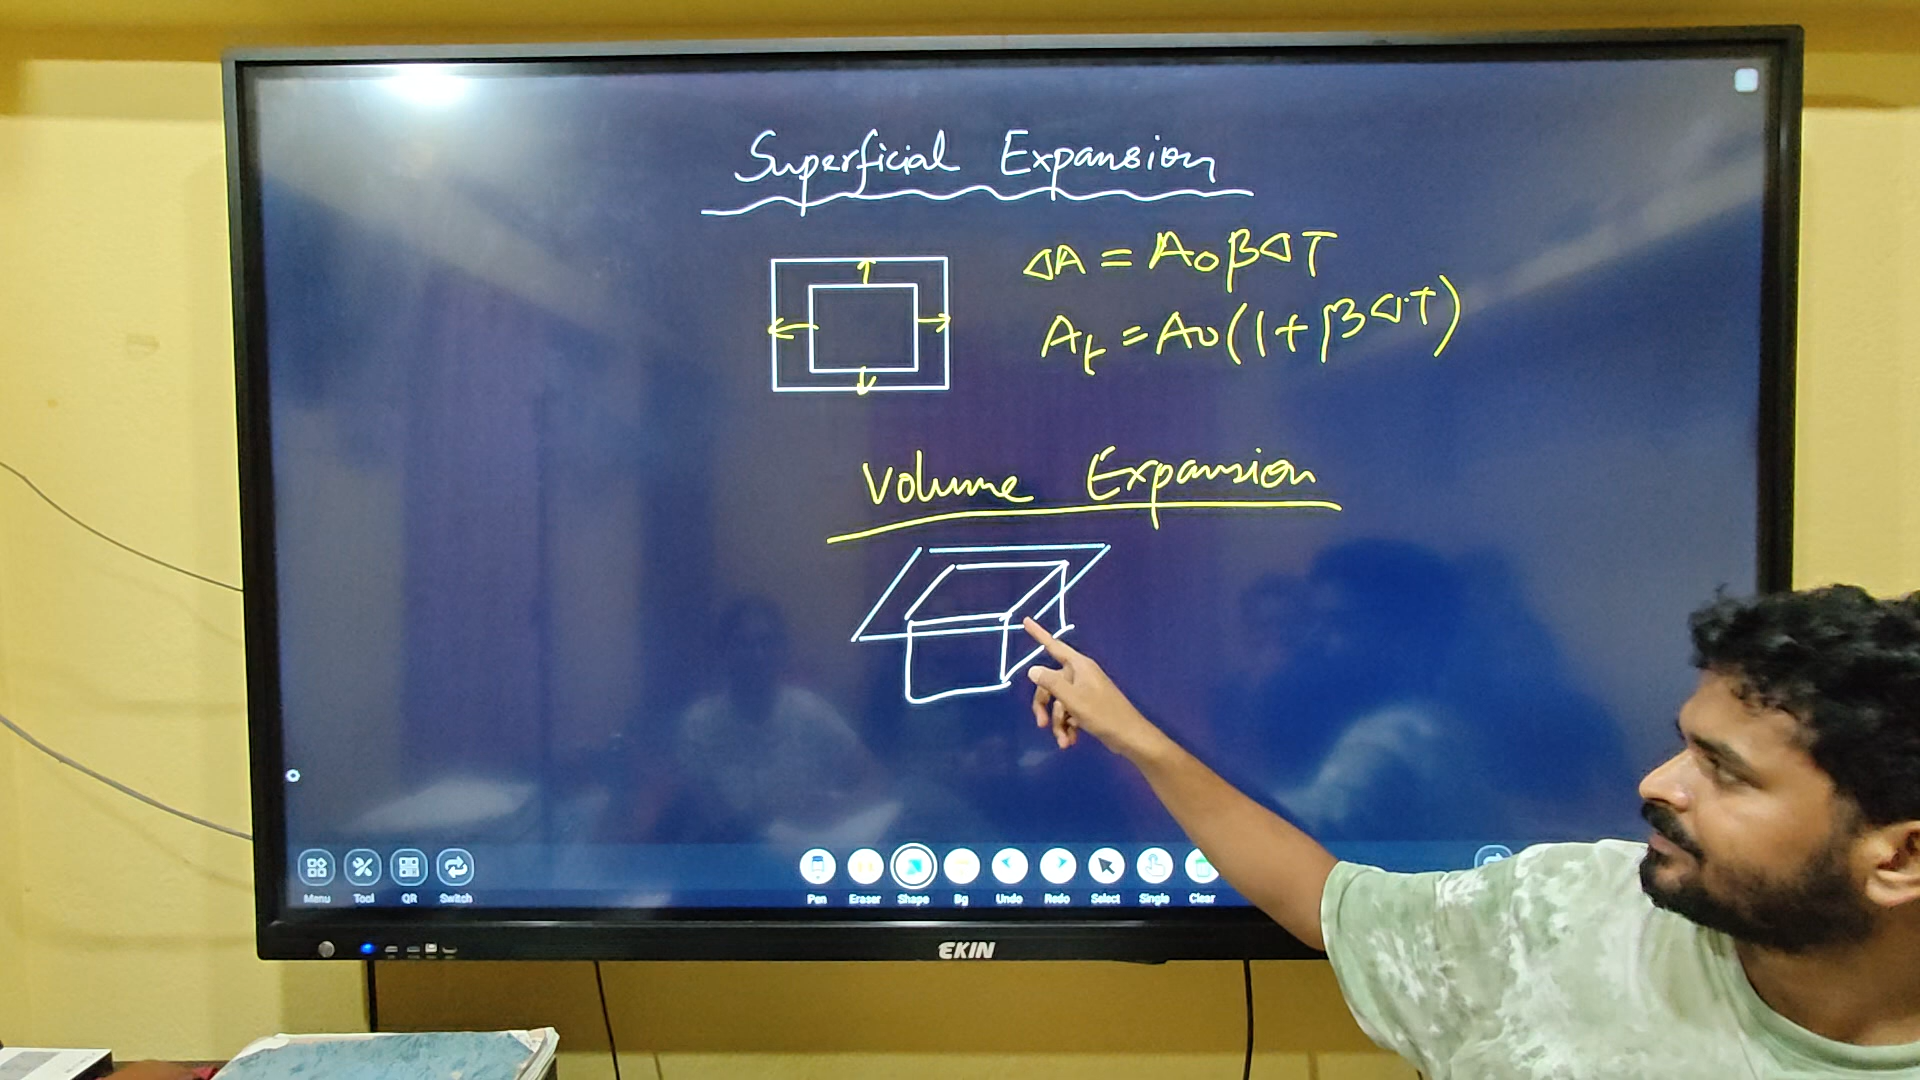 Superficial Expansion
ΔA = A₀βΔT
Aₜ = A₀(1 + βΔT)
Volume Expansion
Menu Tool QR Switch Pen Eraser Shape Bg Undo Redo Select Single Clear
EKIN